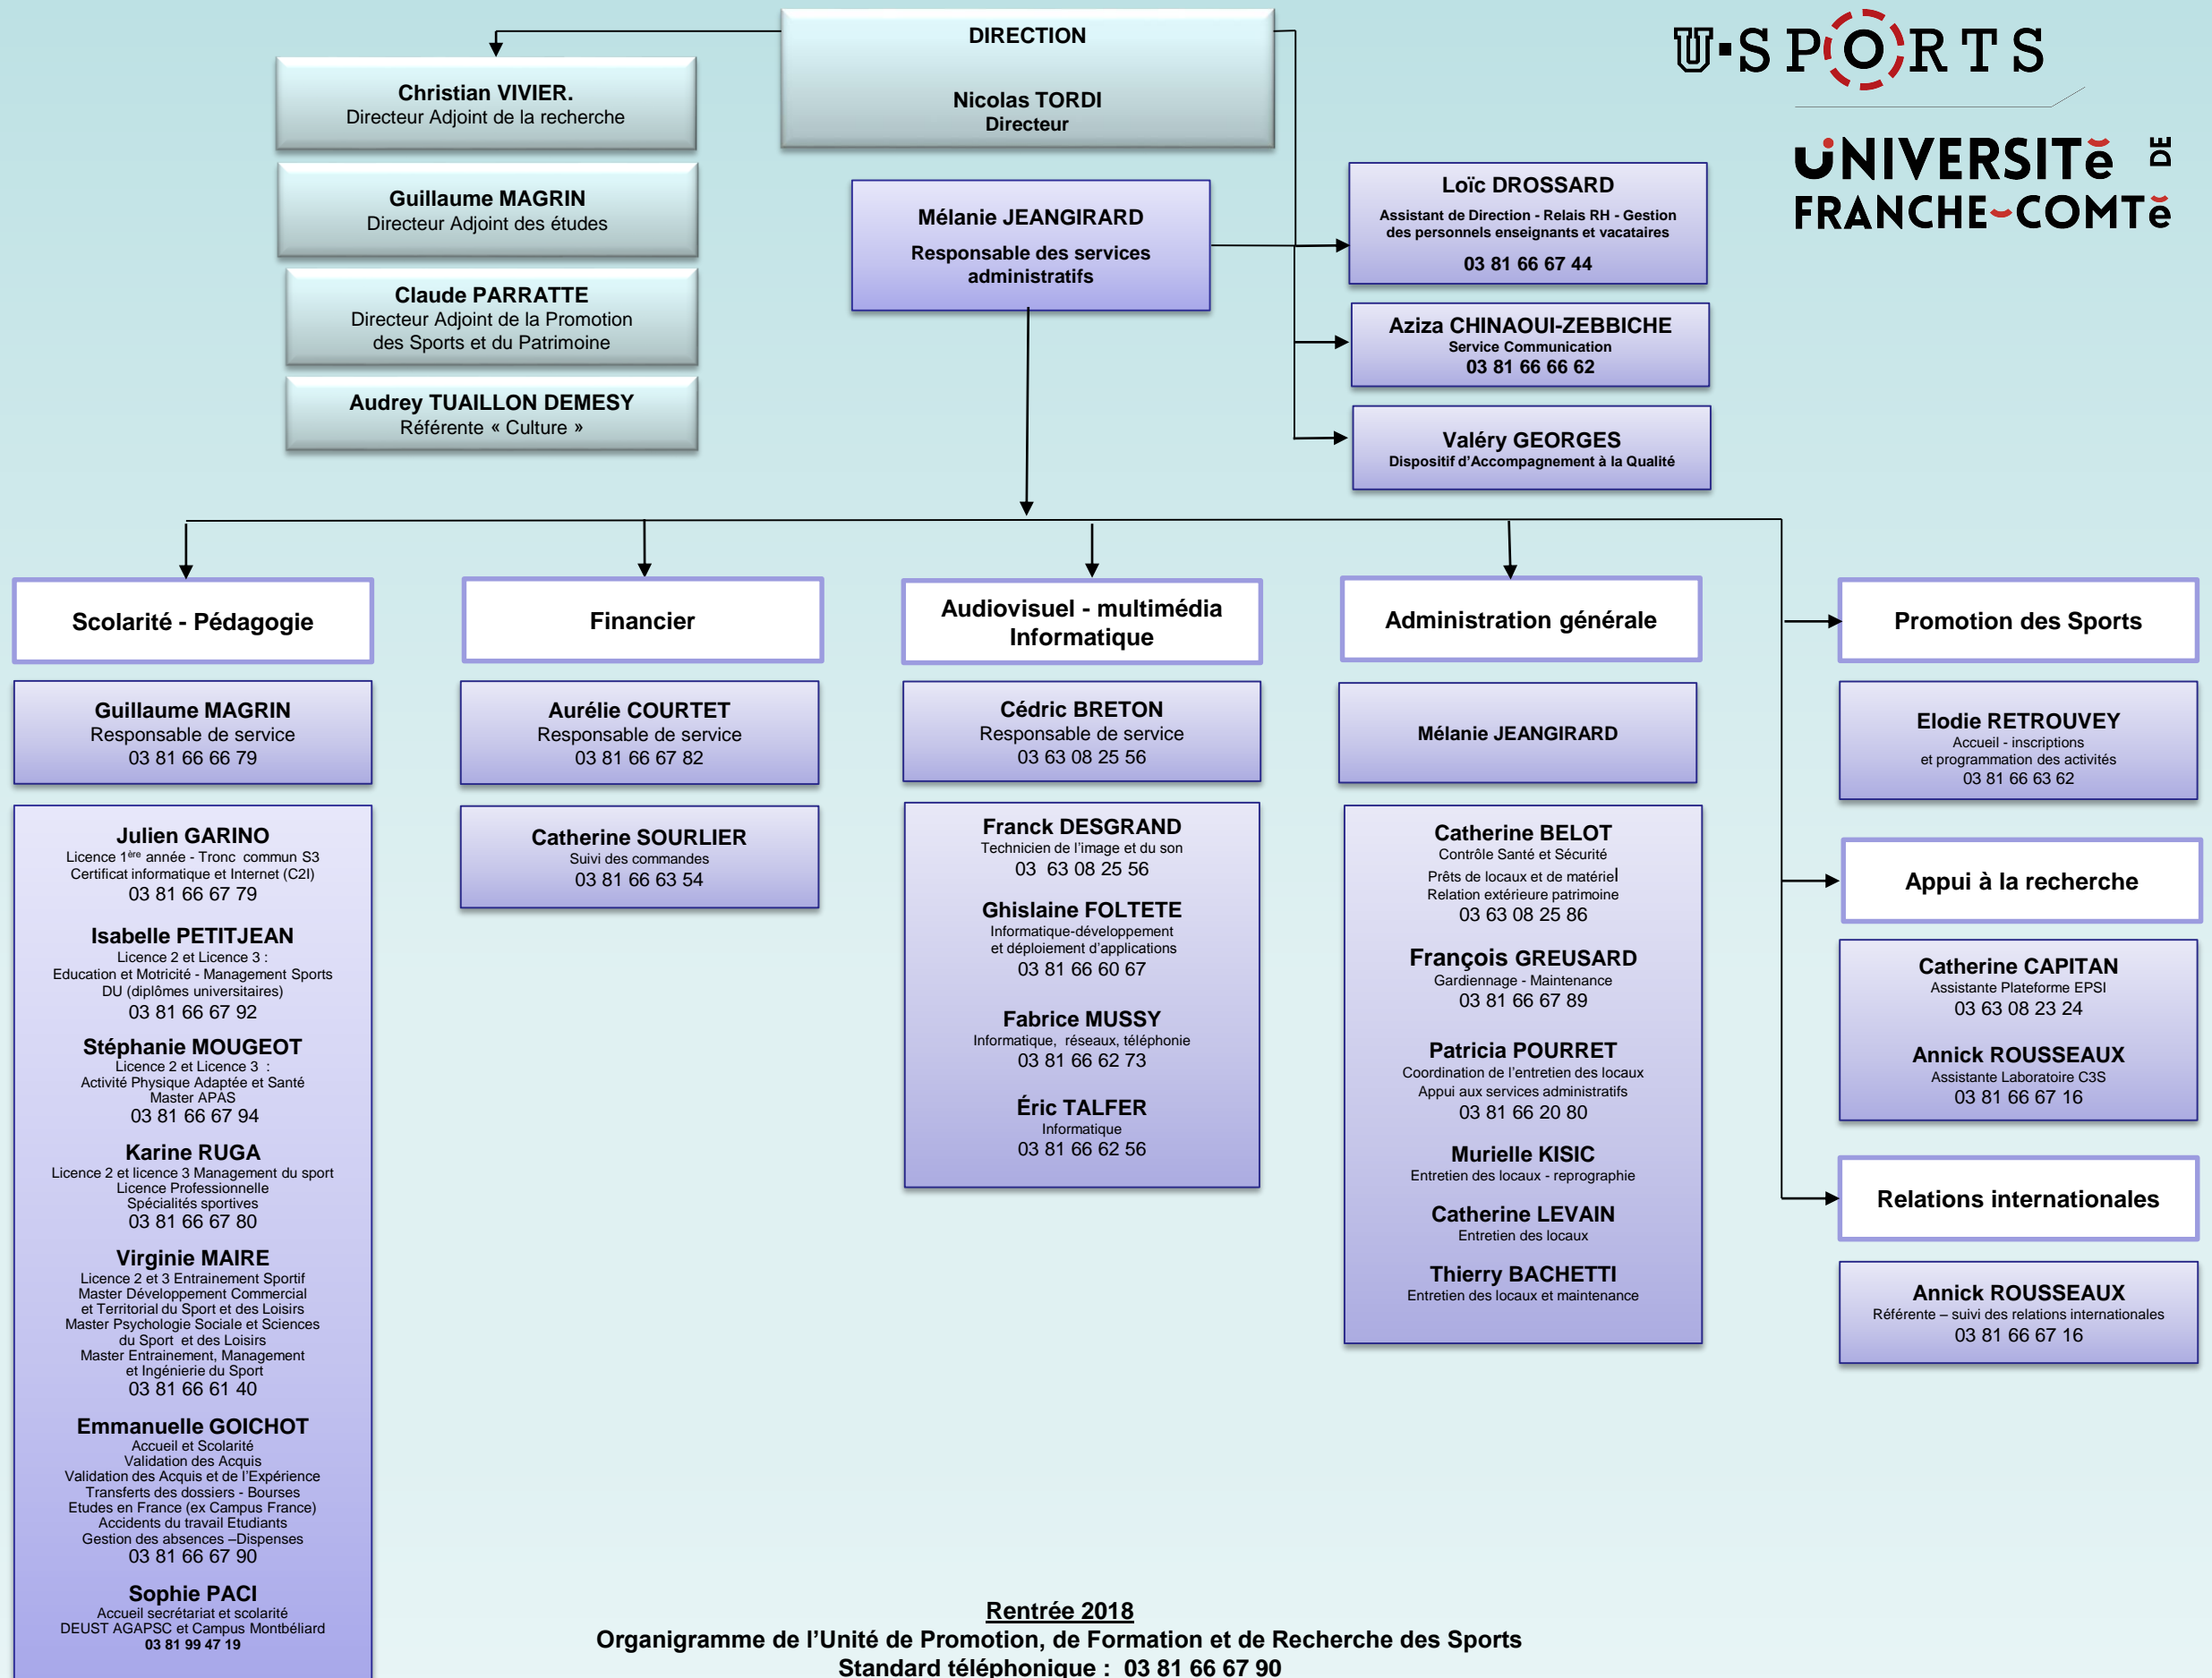 DIRECTION
Nicolas TORDI
Directeur
U-SPORTS
UNIVERSITĕ DE
FRANCHE-COMTĕ
Christian VIVIER.
Directeur Adjoint de la recherche
Guillaume MAGRIN
Directeur Adjoint des études
Claude PARRATTE
Directeur Adjoint de la Promotion
des Sports et du Patrimoine
Audrey TUAILLON DEMESY
Référente « Culture »
Mélanie JEANGIRARD
Responsable des services
administratifs
Loïc DROSSARD
Assistant de Direction - Relais RH - Gestion
des personnels enseignants et vacataires
03 81 66 67 44
Aziza CHINAOUI-ZEBBICHE
Service Communication
03 81 66 66 62
Valéry GEORGES
Dispositif d’Accompagnement à la Qualité
Scolarité - Pédagogie
Guillaume MAGRIN
Responsable de service
03 81 66 66 79
Julien GARINO
Licence 1ère année - Tronc commun S3
Certificat informatique et Internet (C2I)
03 81 66 67 79
Isabelle PETITJEAN
Licence 2 et Licence 3 :
Education et Motricité - Management Sports
DU (diplômes universitaires)
03 81 66 67 92
Stéphanie MOUGEOT
Licence 2 et Licence 3 :
Activité Physique Adaptée et Santé
Master APAS
03 81 66 67 94
Karine RUGA
Licence 2 et licence 3 Management du sport
Licence Professionnelle
Spécialités sportives
03 81 66 67 80
Virginie MAIRE
Licence 2 et 3 Entrainement Sportif
Master Développement Commercial
et Territorial du Sport et des Loisirs
Master Psychologie Sociale et Sciences
du Sport et des Loisirs
Master Entrainement, Management
et Ingénierie du Sport
03 81 66 61 40
Emmanuelle GOICHOT
Accueil et Scolarité
Validation des Acquis
Validation des Acquis et de l’Expérience
Transferts des dossiers - Bourses
Etudes en France (ex Campus France)
Accidents du travail Etudiants
Gestion des absences –Dispenses
03 81 66 67 90
Sophie PACI
Accueil secrétariat et scolarité
DEUST AGAPSC et Campus Montbéliard
03 81 99 47 19
Financier
Aurélie COURTET
Responsable de service
03 81 66 67 82
Catherine SOURLIER
Suivi des commandes
03 81 66 63 54
Audiovisuel - multimédia
Informatique
Cédric BRETON
Responsable de service
03 63 08 25 56
Franck DESGRAND
Technicien de l’image et du son
03 63 08 25 56
Ghislaine FOLTETE
Informatique-développement
et déploiement d’applications
03 81 66 60 67
Fabrice MUSSY
Informatique, réseaux, téléphonie
03 81 66 62 73
Éric TALFER
Informatique
03 81 66 62 56
Administration générale
Mélanie JEANGIRARD
Catherine BELOT
Contrôle Santé et Sécurité
Prêts de locaux et de matériel
Relation extérieure patrimoine
03 63 08 25 86
François GREUSARD
Gardiennage - Maintenance
03 81 66 67 89
Patricia POURRET
Coordination de l’entretien des locaux
Appui aux services administratifs
03 81 66 20 80
Murielle KISIC
Entretien des locaux - reprographie
Catherine LEVAIN
Entretien des locaux
Thierry BACHETTI
Entretien des locaux et maintenance
Promotion des Sports
Elodie RETROUVEY
Accueil - inscriptions
et programmation des activités
03 81 66 63 62
Appui à la recherche
Catherine CAPITAN
Assistante Plateforme EPSI
03 63 08 23 24
Annick ROUSSEAUX
Assistante Laboratoire C3S
03 81 66 67 16
Relations internationales
Annick ROUSSEAUX
Référente – suivi des relations internationales
03 81 66 67 16
Rentrée 2018
Organigramme de l’Unité de Promotion, de Formation et de Recherche des Sports
Standard téléphonique : 03 81 66 67 90